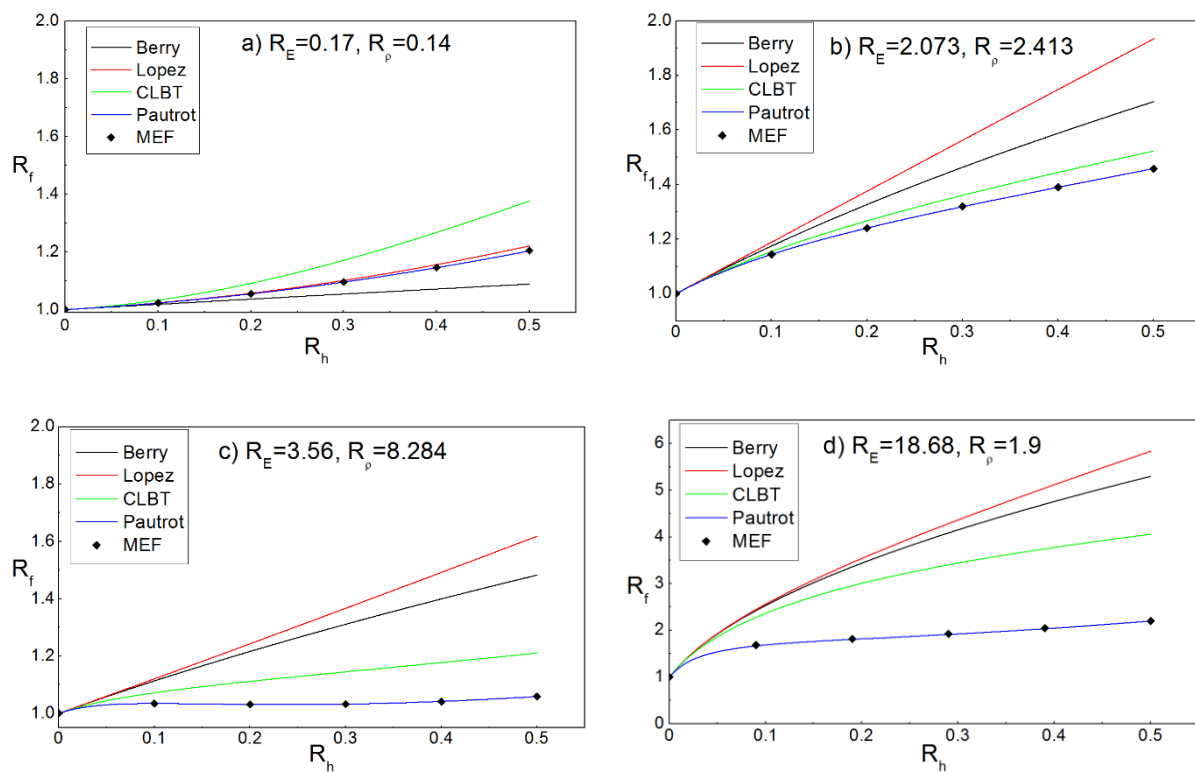 2.0
1.8
1.6
1.4
1.2
1.0
R_f
Berry
Lopez
CLBT
Pautrot
MEF
a) R_E=0.17, R_ρ=0.14
0 0.1 0.2 0.3 0.4 0.5
R_h
2.0
1.8
1.6
1.4
1.2
1.0
R_f
Berry
Lopez
CLBT
Pautrot
MEF
b) R_E=2.073, R_ρ=2.413
0 0.1 0.2 0.3 0.4 0.5
R_h
2.0
1.8
1.6
1.4
1.2
1.0
R_f
Berry
Lopez
CLBT
Pautrot
MEF
c) R_E=3.56, R_ρ=8.284
0 0.1 0.2 0.3 0.4 0.5
R_h
6
5
4
3
2
1
0
R_f
Berry
Lopez
CLBT
Pautrot
MEF
d) R_E=18.68, R_ρ=1.9
0 0.1 0.2 0.3 0.4 0.5
R_h